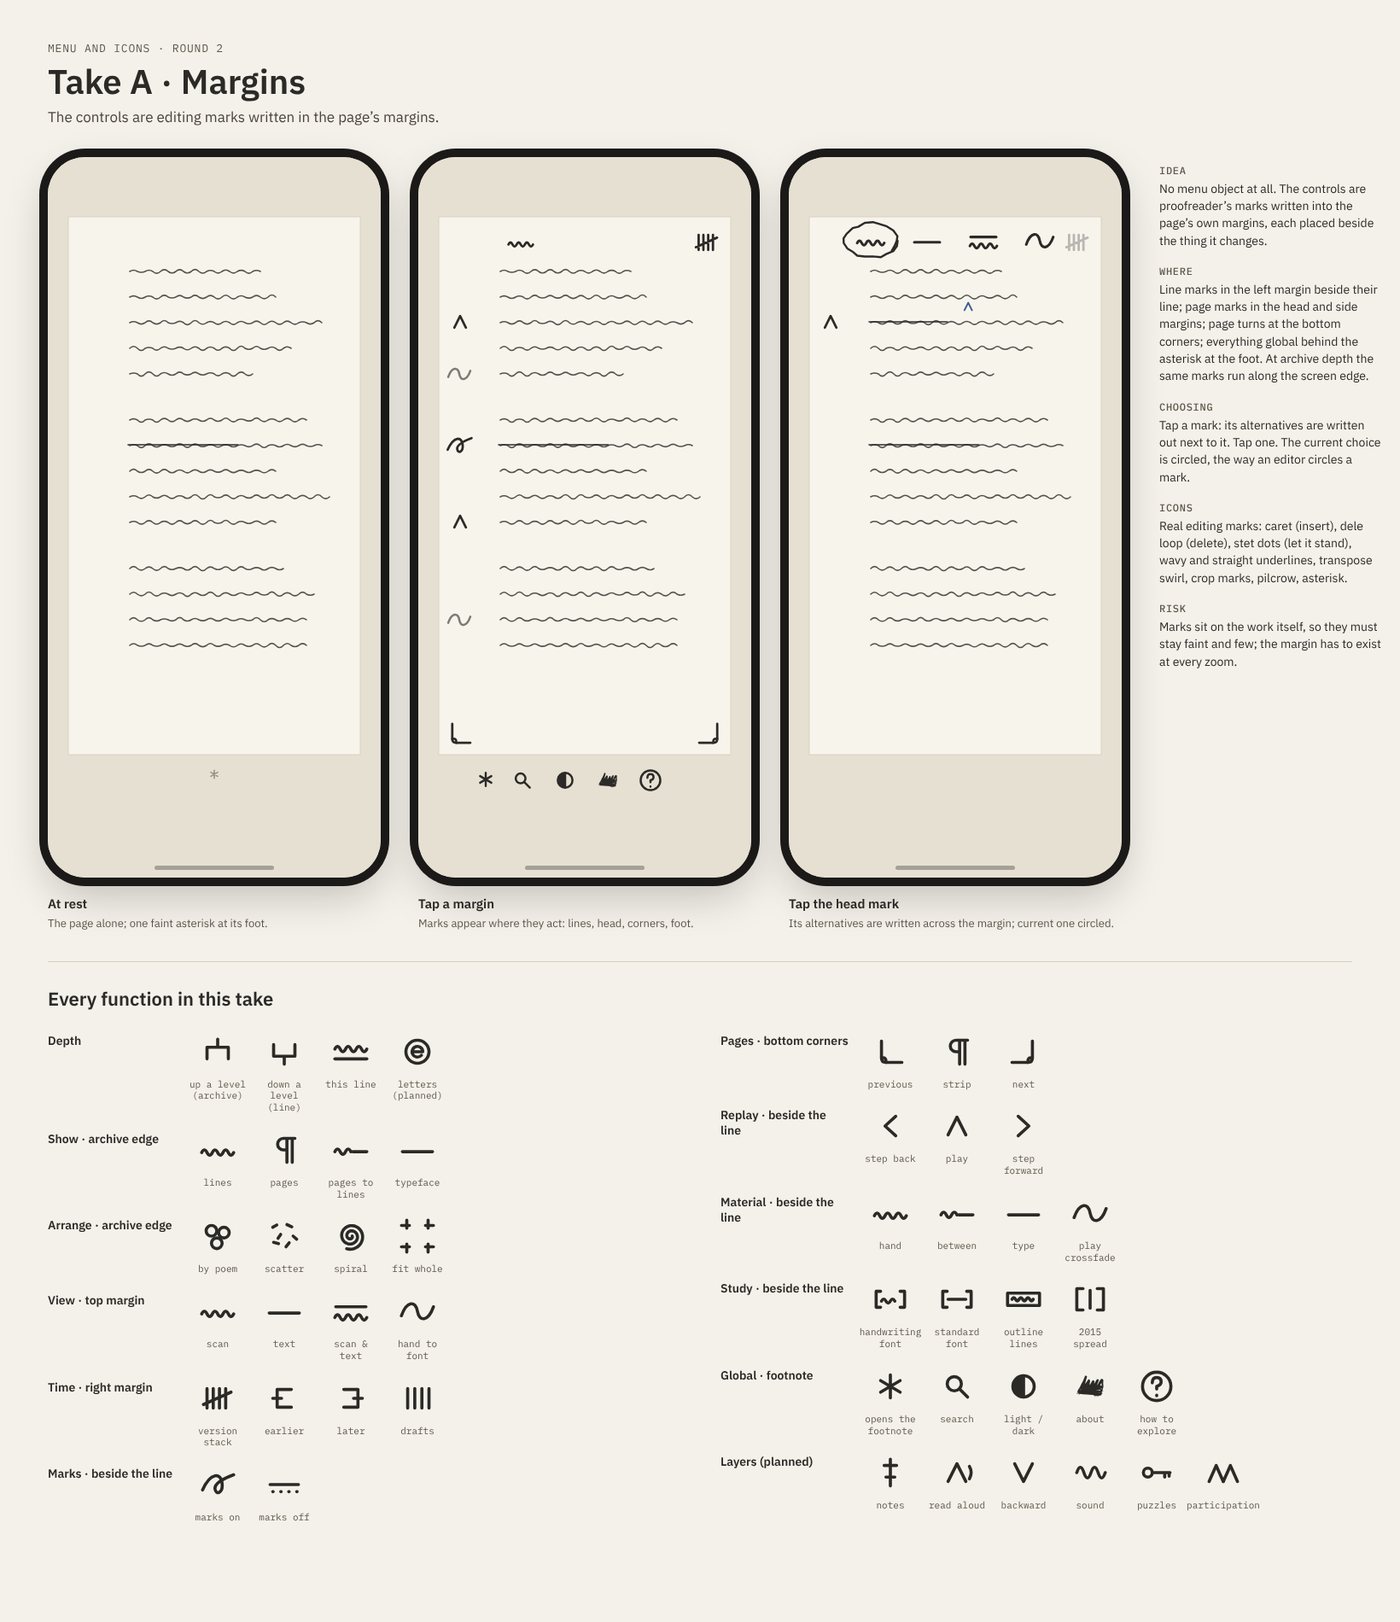 MENU AND ICONS · ROUND 2
Take A · Margins
The controls are editing marks written in the page’s margins.
*
IDEA
No menu object at all. The controls are
proofreader’s marks written into the
page’s own margins, each placed beside
the thing it changes.
WHERE
Line marks in the left margin beside their
line; page marks in the head and side
margins; page turns at the bottom
corners; everything global behind the
asterisk at the foot. At archive depth the
same marks run along the screen edge.
CHOOSING
Tap a mark: its alternatives are written
out next to it. Tap one. The current choice
is circled, the way an editor circles a
mark.
ICONS
Real editing marks: caret (insert), dele
loop (delete), stet dots (let it stand),
wavy and straight underlines, transpose
swirl, crop marks, pilcrow, asterisk.
RISK
Marks sit on the work itself, so they must
stay faint and few; the margin has to exist
at every zoom.
At rest
The page alone; one faint asterisk at its foot.
Tap a margin
Marks appear where they act: lines, head, corners, foot.
Tap the head mark
Its alternatives are written across the margin; current one circled.
Every function in this take
Depth
up a level
(archive)
down a
level
(line)
this line
letters
(planned)
Show · archive edge
lines
¶
pages
pages to
lines
typeface
Arrange · archive edge
by poem
scatter
spiral
fit whole
View · top margin
scan
text
scan &
text
hand to
font
Time · right margin
version
stack
earlier
later
drafts
Marks · beside the line
marks on
marks off
Pages · bottom corners
previous
¶
strip
next
Replay · beside the
line
step back
play
step
forward
Material · beside the
line
hand
between
type
play
crossfade
Study · beside the line
handwriting
font
standard
font
outline
lines
2015
spread
Global · footnote
opens the
footnote
search
light /
dark
about
?
how to
explore
Layers (planned)
notes
read aloud
backward
sound
puzzles
participation